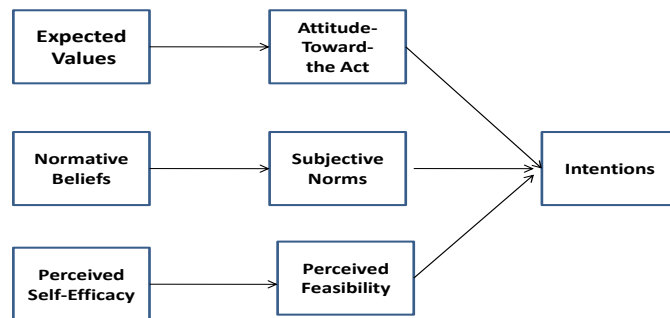 Expected
Values
Attitude-
Toward-
the Act
Normative
Beliefs
Subjective
Norms
Intentions
Perceived
Self-Efficacy
Perceived
Feasibility